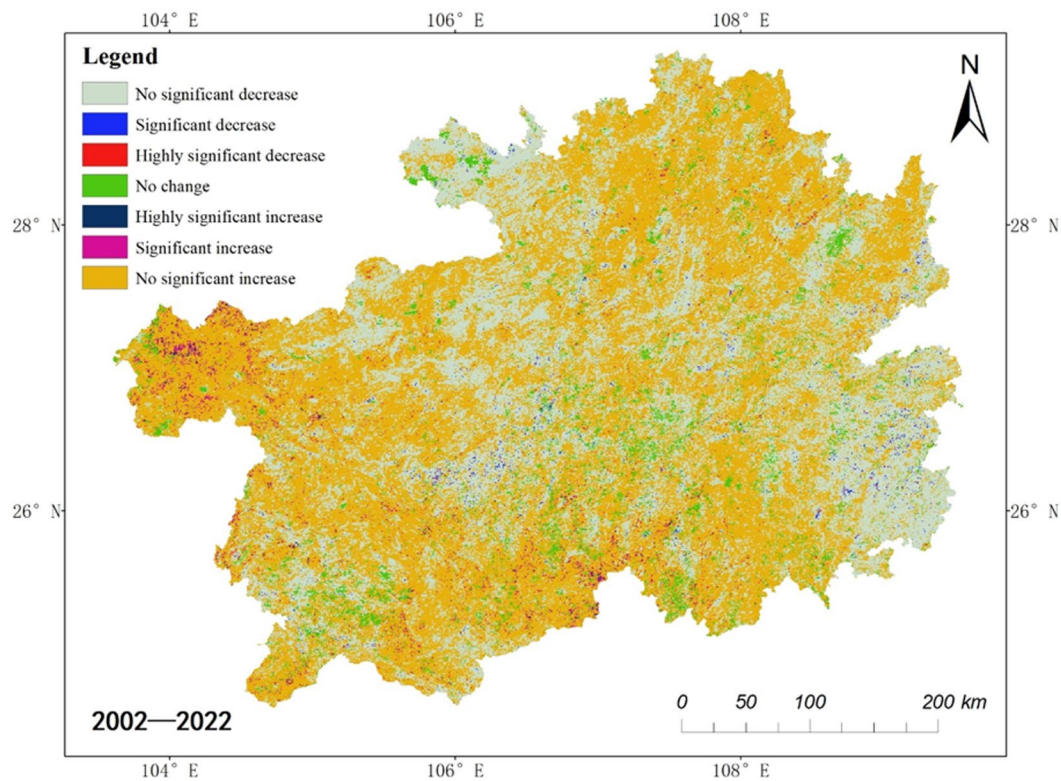 104° E 106° E 108° E
Legend
No significant decrease
Significant decrease
Highly significant decrease
No change
Highly significant increase
Significant increase
No significant increase
N
28° N 28° N
26° N 26° N
2002—2022
0 50 100 200 km
104° E 106° E 108° E